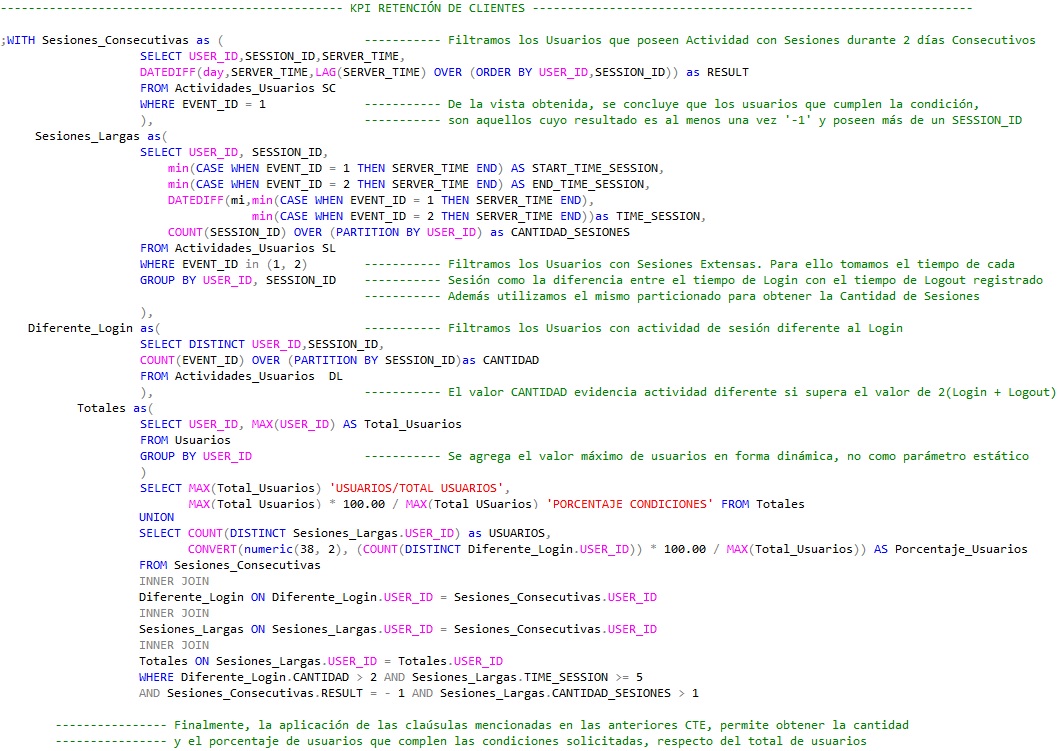 ------------------------------------------------- KPI RETENCIÓN DE CLIENTES ---------------------------------------------------------------
;WITH Sesiones_Consecutivas as ( ----------- Filtramos los Usuarios que poseen Actividad con Sesiones durante 2 días Consecutivos
SELECT USER_ID,SESSION_ID,SERVER_TIME,
DATEDIFF(day,SERVER_TIME,LAG(SERVER_TIME) OVER (ORDER BY USER_ID,SESSION_ID)) as RESULT
FROM Actividades_Usuarios SC
WHERE EVENT_ID = 1 ----------- De la vista obtenida, se concluye que los usuarios que cumplen la condición,
), ----------- son aquellos cuyo resultado es al menos una vez '-1' y poseen más de un SESSION_ID
Sesiones_Largas as(
SELECT USER_ID, SESSION_ID,
min(CASE WHEN EVENT_ID = 1 THEN SERVER_TIME END) AS START_TIME_SESSION,
min(CASE WHEN EVENT_ID = 2 THEN SERVER_TIME END) AS END_TIME_SESSION,
DATEDIFF(mi,min(CASE WHEN EVENT_ID = 1 THEN SERVER_TIME END),
min(CASE WHEN EVENT_ID = 2 THEN SERVER_TIME END))as TIME_SESSION,
COUNT(SESSION_ID) OVER (PARTITION BY USER_ID) as CANTIDAD_SESIONES
FROM Actividades_Usuarios SL
WHERE EVENT_ID in (1, 2) ----------- Filtramos los Usuarios con Sesiones Extensas. Para ello tomamos el tiempo de cada
GROUP BY USER_ID, SESSION_ID ----------- Sesión como la diferencia entre el tiempo de Login con el tiempo de Logout registrado
----------- Además utilizamos el mismo particionado para obtener la Cantidad de Sesiones
),
Diferente_Login as( ----------- Filtramos los Usuarios con actividad de sesión diferente al Login
SELECT DISTINCT USER_ID,SESSION_ID,
COUNT(EVENT_ID) OVER (PARTITION BY SESSION_ID)as CANTIDAD
FROM Actividades_Usuarios  DL
), ----------- El valor CANTIDAD evidencia actividad diferente si supera el valor de 2(Login + Logout)
Totales as(
SELECT USER_ID, MAX(USER_ID) AS Total_Usuarios
FROM Usuarios
GROUP BY USER_ID ----------- Se agrega el valor máximo de usuarios en forma dinámica, no como parámetro estático
)
SELECT MAX(Total_Usuarios) 'USUARIOS/TOTAL USUARIOS',
MAX(Total_Usuarios) * 100.00 / MAX(Total_USuarios) 'PORCENTAJE CONDICIONES' FROM Totales
UNION
SELECT COUNT(DISTINCT Sesiones_Largas.USER_ID) as USUARIOS,
CONVERT(numeric(38, 2), (COUNT(DISTINCT Diferente_Login.USER_ID)) * 100.00 / MAX(Total_Usuarios)) AS Porcentaje_Usuarios
FROM Sesiones_Consecutivas
INNER JOIN
Diferente_Login ON Diferente_Login.USER_ID = Sesiones_Consecutivas.USER_ID
INNER JOIN
Sesiones_Largas ON Sesiones_Largas.USER_ID = Sesiones_Consecutivas.USER_ID
INNER JOIN
Totales ON Sesiones_Largas.USER_ID = Totales.USER_ID
WHERE Diferente_Login.CANTIDAD > 2 AND Sesiones_Largas.TIME_SESSION >= 5
AND Sesiones_Consecutivas.RESULT = - 1 AND Sesiones_Largas.CANTIDAD_SESIONES > 1
---------------- Finalmente, la aplicación de las claúsulas mencionadas en las anteriores CTE, permite obtener la cantidad
---------------- y el porcentaje de usuarios que complen las condiciones solicitadas, respecto del total de usuarios